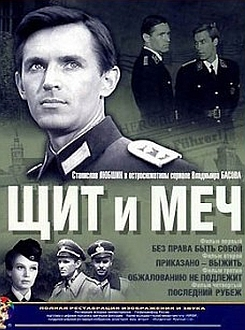 Станислав ЛЮБШИН в остросюжетном сериале Владимира Басова
ЩИТ и МЕЧ
Фильм первый
БЕЗ ПРАВА БЫТЬ СОБОЙ
Фильм второй
ПРИКАЗАНО – ВЫЖИТЬ
Фильм третий
ОБЖАЛОВАНИЮ НЕ ПОДЛЕЖИТ
Фильм четвертый
ПОСЛЕДНИЙ РУБЕЖ
ПОЛНАЯ РЕСТАВРАЦИЯ ИЗОБРАЖЕНИЯ И ЗВУКА